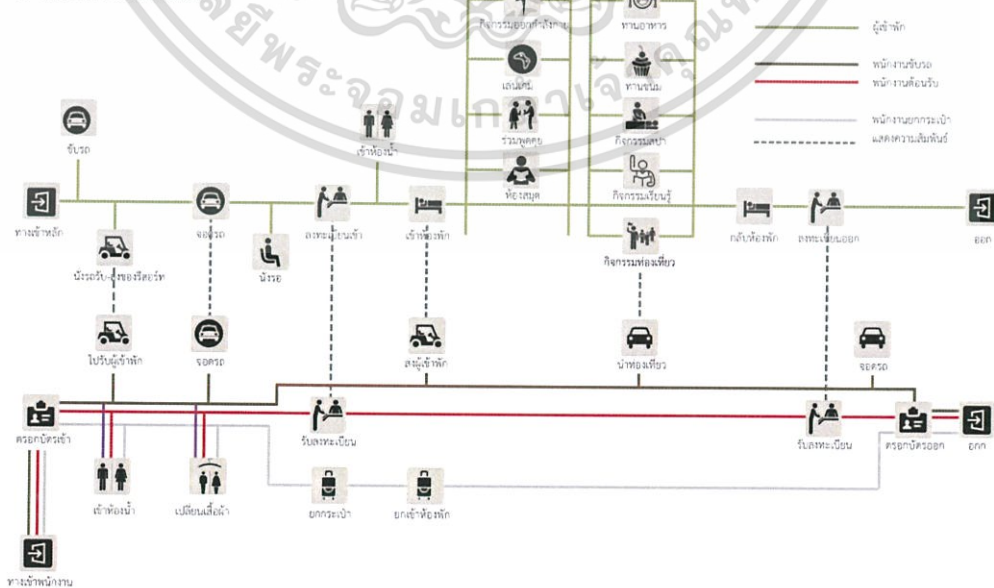 กิจกรรมออกกำลังกาย
ทานอาหาร
ผู้เข้าพัก
เล่นเกม
ทานขนม
พนักงานขับรถ
พนักงานต้อนรับ
ร่วมพูดคุย
กิจกรรมสปา
พนักงานยกกระเป๋า
แสดงความสัมพันธ์
ขับรถ
เข้าห้องน้ำ
ห้องสมุด
กิจกรรมเรียนรู้
ทางเข้าหลัก
จอดรถ
ลงทะเบียนเข้า
เข้าห้องพัก
กลับห้องพัก
ลงทะเบียนออก
ออก
นั่งรถรับ-ส่งของรีสอร์ท
นั่งรอ
กิจกรรมท่องเที่ยว
ไปรับผู้เข้าพัก
จอดรถ
ลงผู้เข้าพัก
นำท่องเที่ยว
จอดรถ
ตรอกบัตรเข้า
รับลงทะเบียน
รับลงทะเบียน
ตรอกบัตรออก
ออก
เข้าห้องน้ำ
เปลี่ยนเสื้อผ้า
ยกกระเป๋า
ยกเข้าห้องพัก
ทางเข้าพนักงาน